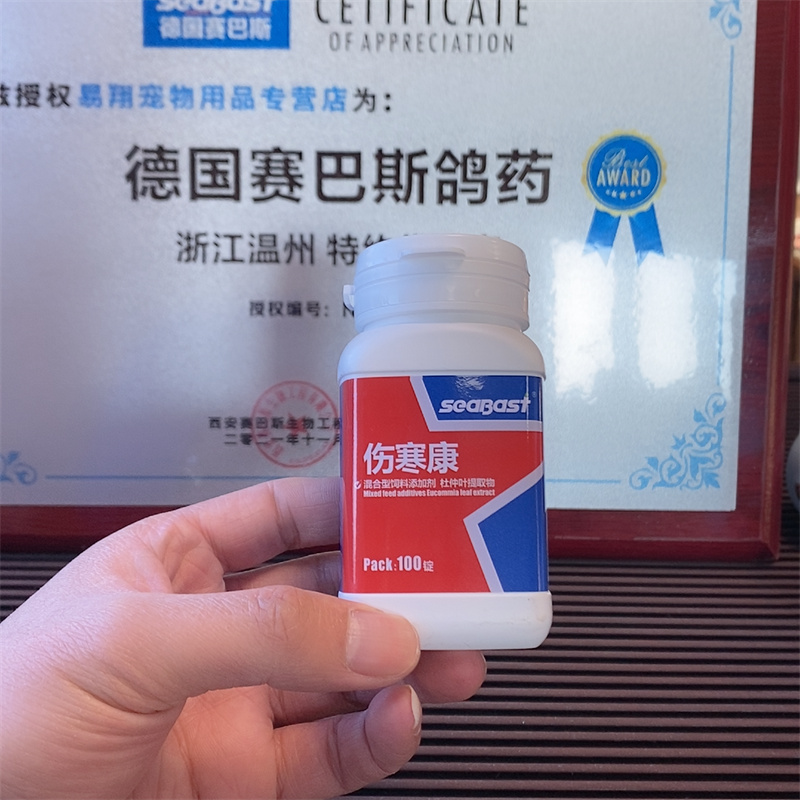 seaBast
德国赛巴斯
CETIFICATE
OF APPRECIATION
兹授权易翔宠物用品专营店为：
德国赛巴斯鸽药
Best
AWARD
浙江温州 特约
授权编号：N
西安赛巴斯生物工程
二零二一年十一月
seaBast
伤寒康
混合型饲料添加剂 杜仲叶提取物
Mixed feed additives Eucommia leaf extract
Pack:100锭